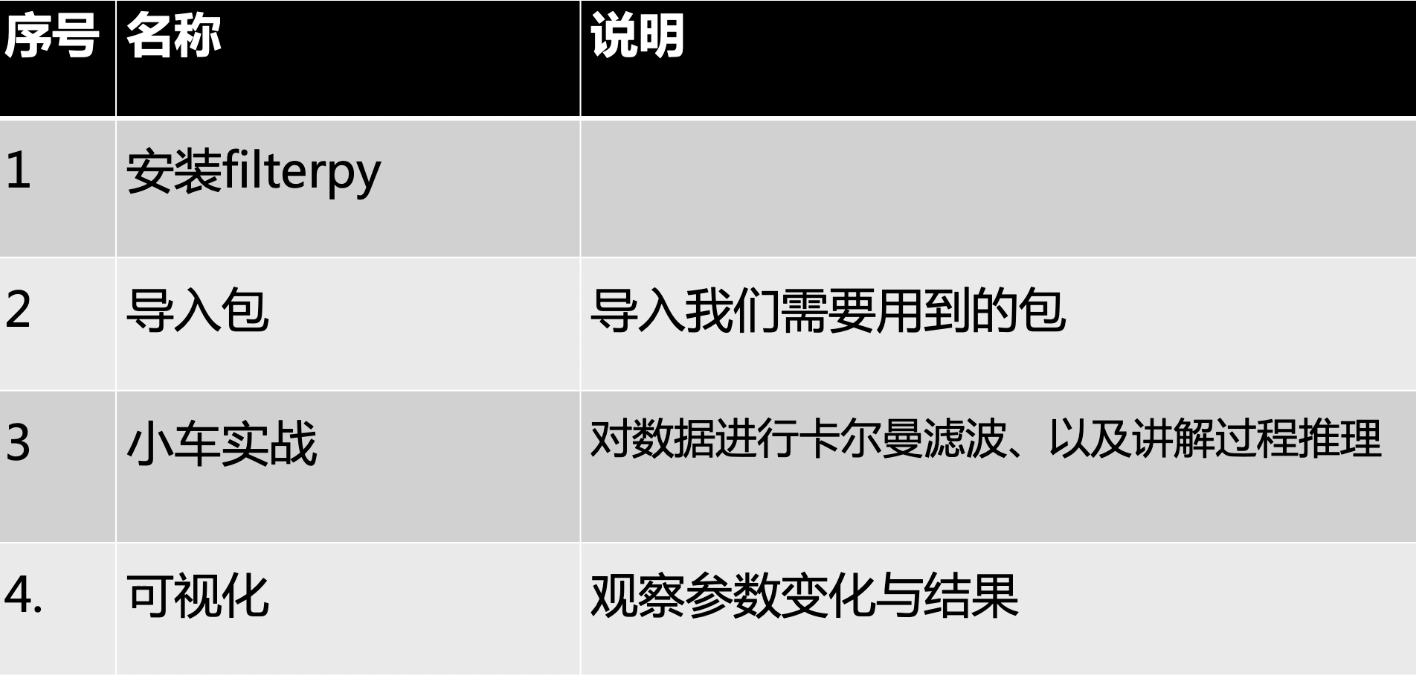 序号 名称 说明
1 安装filterpy
2 导入包 导入我们需要用到的包
3 小车实战 对数据进行卡尔曼滤波、以及讲解过程推理
4. 可视化 观察参数变化与结果